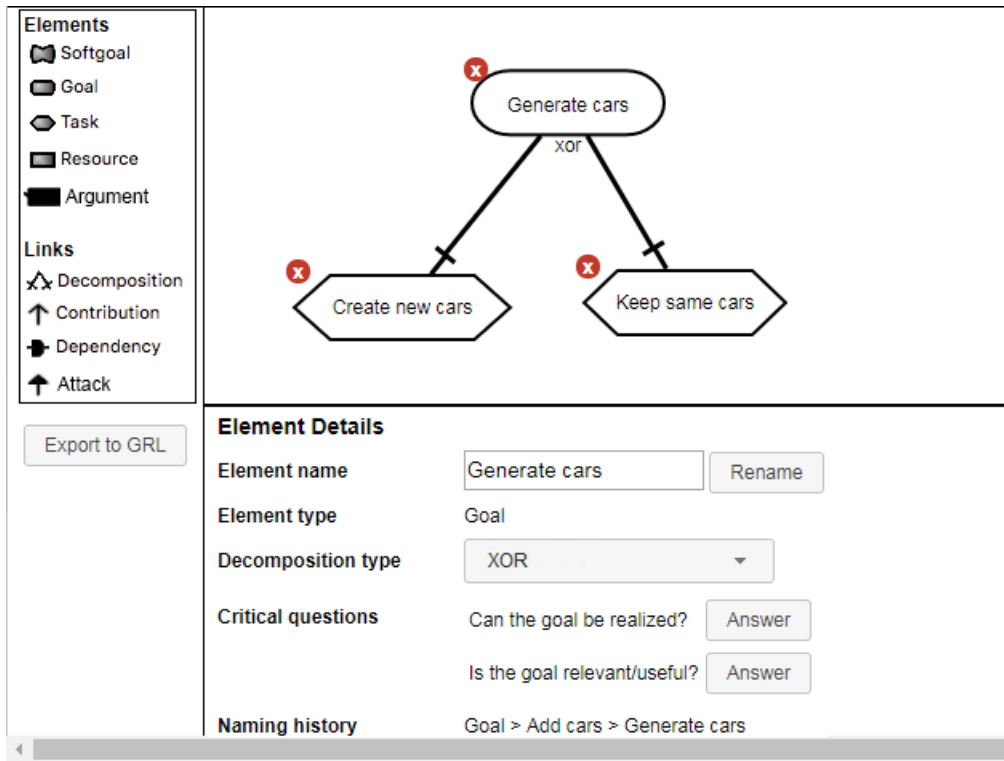 Elements
Softgoal
Goal
Task
Resource
Argument
Links
Decomposition
Contribution
Dependency
Attack
Export to GRL
x
Generate cars
xor
x
Create new cars
x
Keep same cars
Element Details
Element name Generate cars Rename
Element type Goal
Decomposition type XOR
Critical questions Can the goal be realized? Answer
Is the goal relevant/useful? Answer
Naming history Goal > Add cars > Generate cars